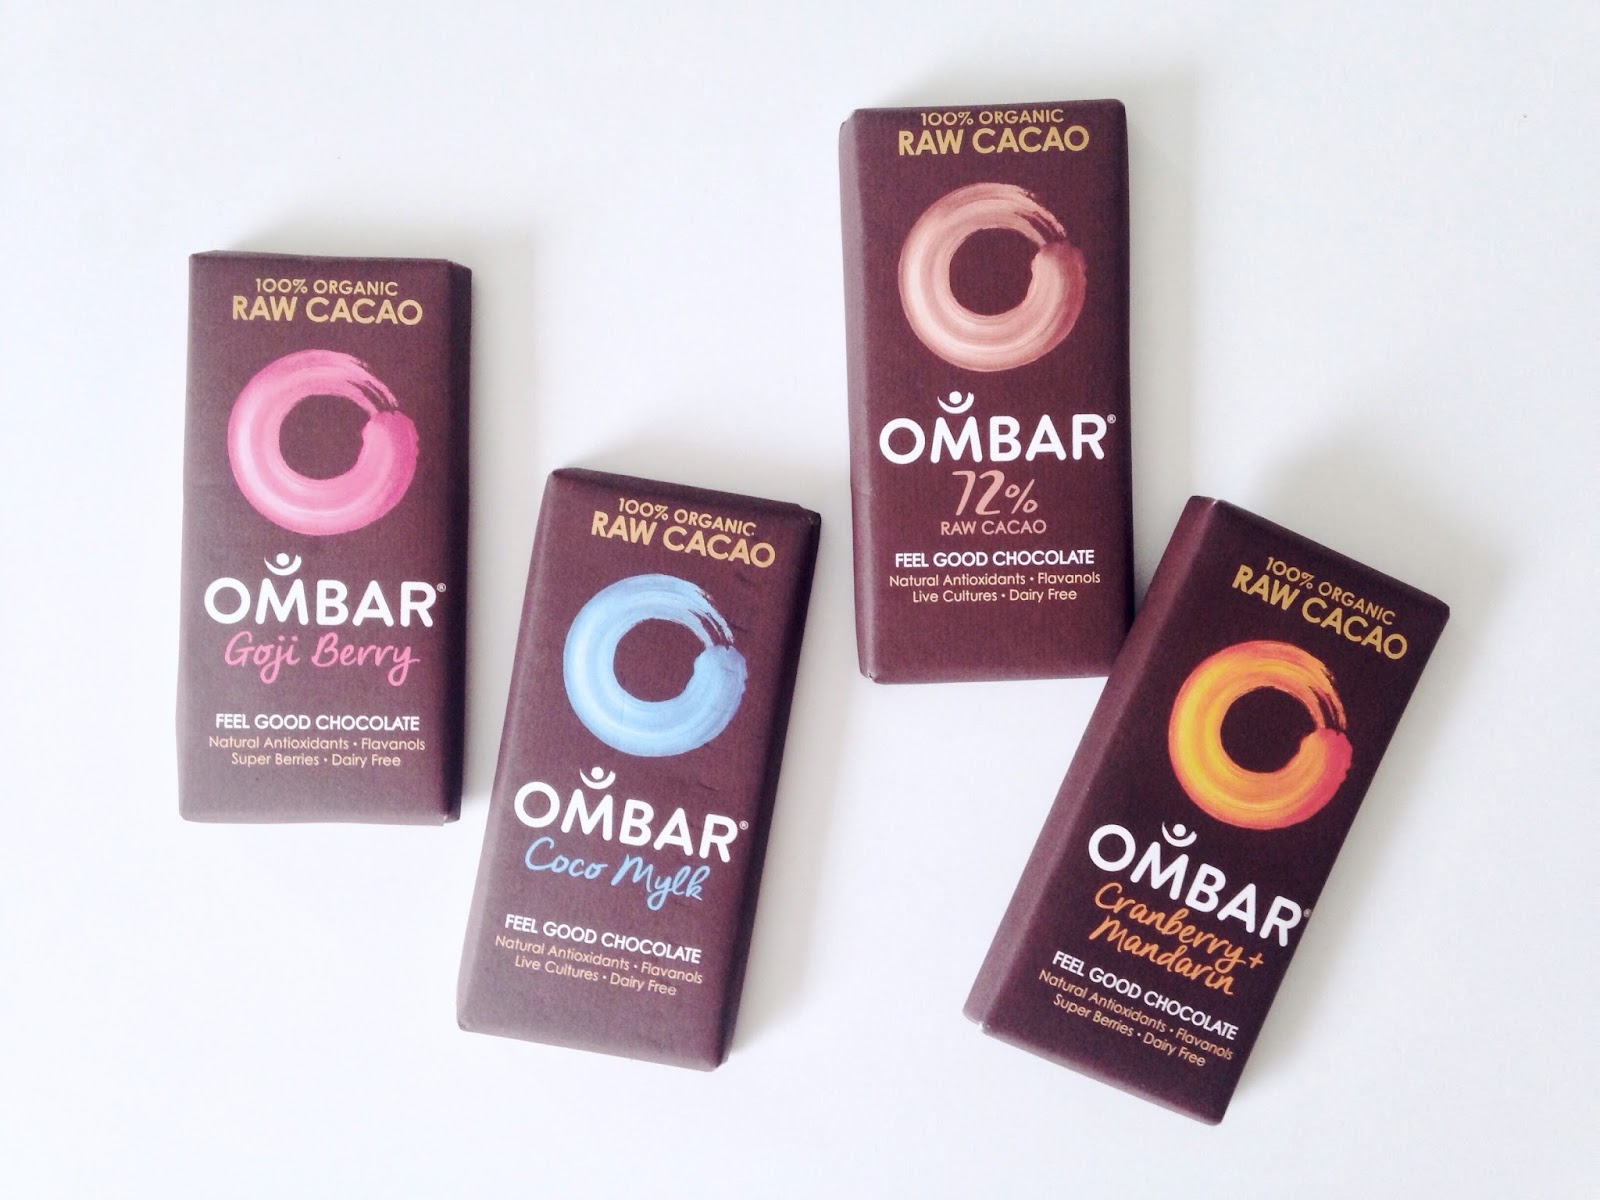 100% ORGANIC
RAW CACAO
OMBAR®
Goji Berry
FEEL GOOD CHOCOLATE
Natural Antioxidants • Flavanols
Super Berries • Dairy Free
100% ORGANIC
RAW CACAO
OMBAR®
Coco Mylk
FEEL GOOD CHOCOLATE
Natural Antioxidants • Flavanols
Live Cultures • Dairy Free
100% ORGANIC
RAW CACAO
OMBAR®
72%
RAW CACAO
FEEL GOOD CHOCOLATE
Natural Antioxidants • Flavanols
Live Cultures • Dairy Free
100% ORGANIC
RAW CACAO
OMBAR®
Cranberry +
Mandarin
FEEL GOOD CHOCOLATE
Natural Antioxidants • Flavanols
Super Berries • Dairy Free